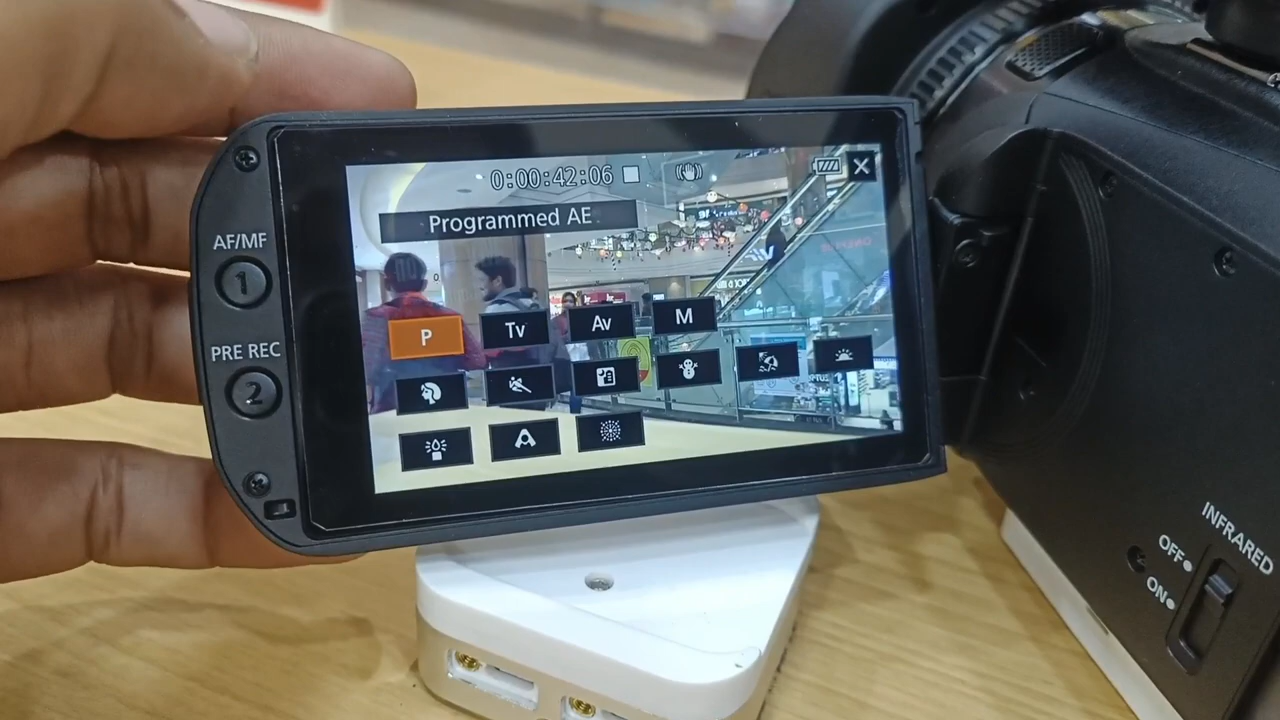 0:00:42:06
Programmed AE
P
Tv
Av
M
AF/MF
1
PRE REC
2
INFRARED
OFF
ON